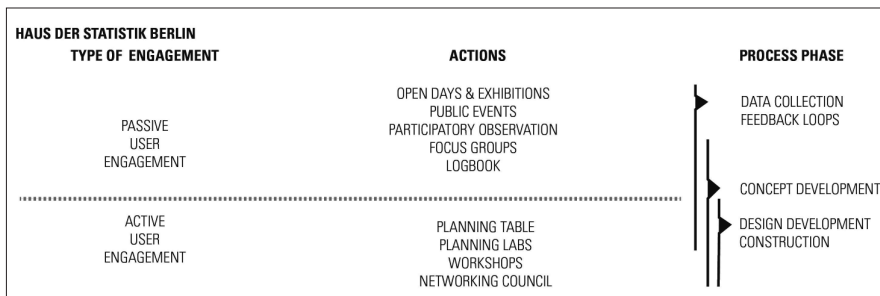 HAUS DER STATISTIK BERLIN
TYPE OF ENGAGEMENT
ACTIONS
PROCESS PHASE
PASSIVE
USER
ENGAGEMENT
OPEN DAYS & EXHIBITIONS
PUBLIC EVENTS
PARTICIPATORY OBSERVATION
FOCUS GROUPS
LOGBOOK
DATA COLLECTION
FEEDBACK LOOPS
CONCEPT DEVELOPMENT
ACTIVE
USER
ENGAGEMENT
PLANNING TABLE
PLANNING LABS
WORKSHOPS
NETWORKING COUNCIL
DESIGN DEVELOPMENT
CONSTRUCTION